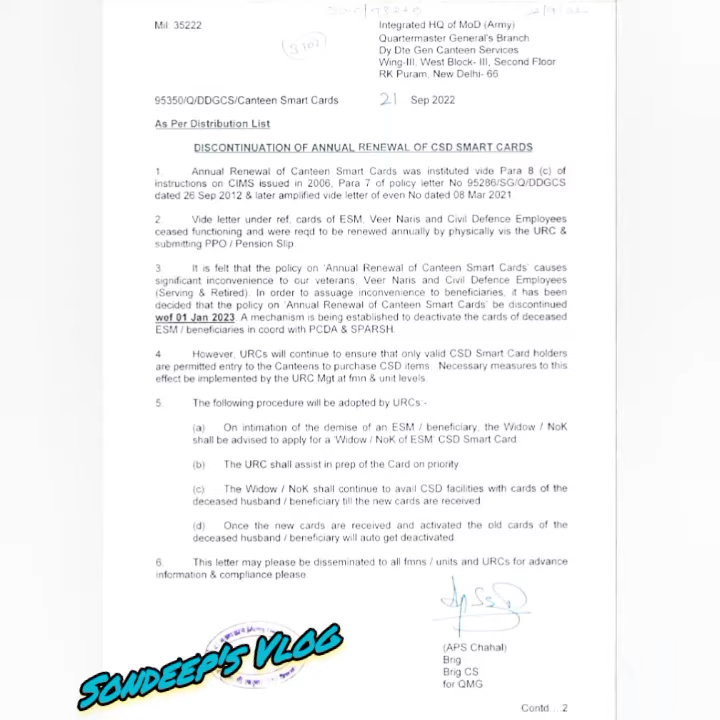 Mil: 35222
Integrated HQ of MoD (Army)
Quartermaster General's Branch
Dy Dte Gen Canteen Services
Wing-III, West Block- III, Second Floor
RK Puram, New Delhi- 66
95350/Q/DDGCS/Canteen Smart Cards
21 Sep 2022
As Per Distribution List
DISCONTINUATION OF ANNUAL RENEWAL OF CSD SMART CARDS
1. Annual Renewal of Canteen Smart Cards was instituted vide Para 8 (c) of
instructions on CIMS issued in 2006, Para 7 of policy letter No 95286/SG/Q/DDGCS
dated 26 Sep 2012 & later amplified vide letter of even No dated 08 Mar 2021
2. Vide letter under ref, cards of ESM, Veer Naris and Civil Defence Employees
ceased functioning and were reqd to be renewed annually by physically vis the URC &
submitting PPO / Pension Slip.
3. It is felt that the policy on 'Annual Renewal of Canteen Smart Cards' causes
significant inconvenience to our veterans, Veer Naris and Civil Defence Employees
(Serving & Retired). In order to assuage inconvenience to beneficiaries, it has been
decided that the policy on 'Annual Renewal of Canteen Smart Cards' be discontinued
wof 01 Jan 2023. A mechanism is being established to deactivate the cards of deceased
ESM / beneficiaries in coord with PCDA & SPARSH.
4. However, URCs will continue to ensure that only valid CSD Smart Card holders
are permitted entry to the Canteens to purchase CSD items. Necessary measures to this
effect be implemented by the URC Mgt at fmn & unit levels.
5. The following procedure will be adopted by URCs:-
(a) On intimation of the demise of an ESM / beneficiary, the Widow / NoK
shall be advised to apply for a 'Widow / NoK of ESM' CSD Smart Card.
(b) The URC shall assist in prep of the Card on priority
(c) The Widow / NoK shall continue to avail CSD facilities with cards of the
deceased husband / beneficiary till the new cards are received
(d) Once the new cards are received and activated the old cards of the
deceased husband / beneficiary will auto get deactivated
6. This letter may please be disseminated to all fmns / units and URCs for advance
information & compliance please
(APS Chahal)
Brig
Brig CS
for QMG
Sondeep's Vlog
Contd...2